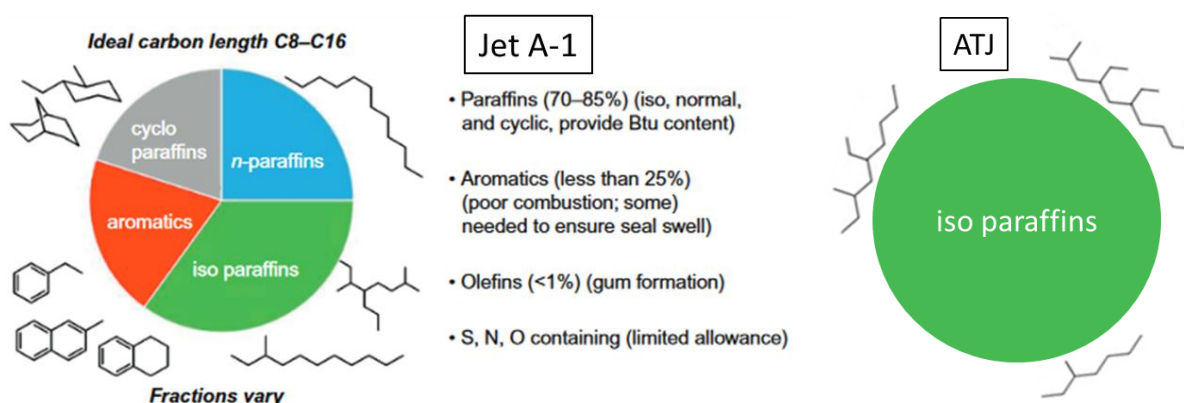 Ideal carbon length C8–C16
cyclo
paraffins
n-paraffins
aromatics
iso paraffins
Fractions vary
Jet A-1
• Paraffins (70–85%) (iso, normal,
and cyclic, provide Btu content)
• Aromatics (less than 25%)
(poor combustion; some)
needed to ensure seal swell)
• Olefins (<1%) (gum formation)
• S, N, O containing (limited allowance)
ATJ
iso paraffins